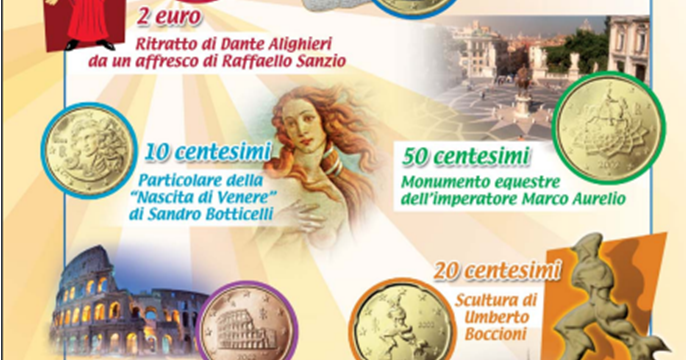 2 euro
Ritratto di Dante Alighieri
da un affresco di Raffaello Sanzio
10 centesimi
Particolare della
“Nascita di Venere”
di Sandro Botticelli
50 centesimi
Monumento equestre
dell'imperatore Marco Aurelio
20 centesimi
Scultura di
Umberto
Boccioni